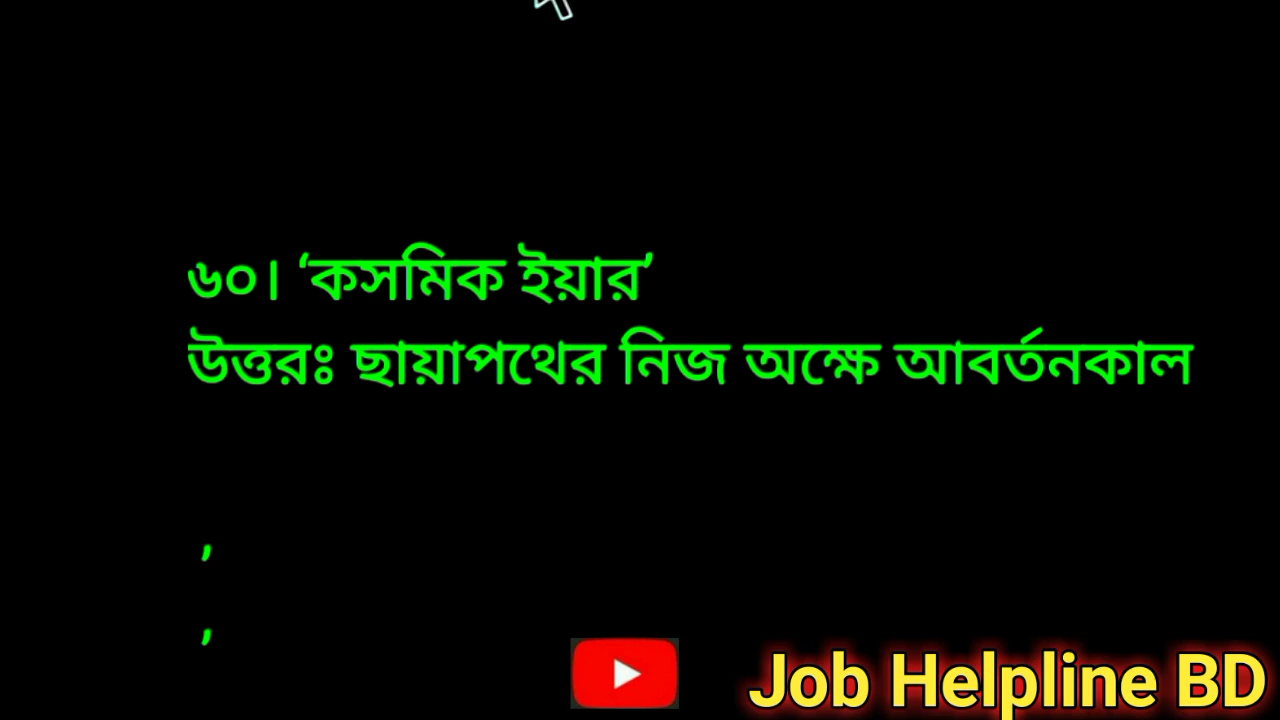 ৬০। ‘কসমিক ইয়ার’
উত্তরঃ ছায়াপথের নিজ অক্ষে আবর্তনকাল
,
,
Job Helpline BD